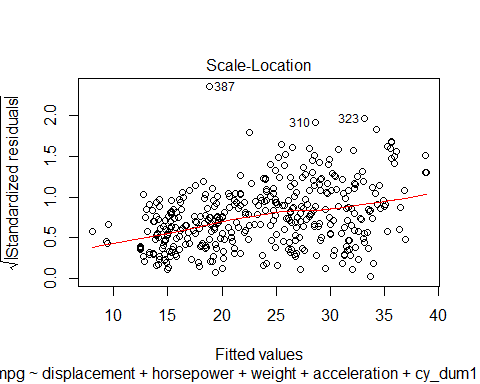 Scale-Location
387
310
323
√|Standardized residuals|
0.0 0.5 1.0 1.5 2.0
10 15 20 25 30 35 40
Fitted values
mpg ~ displacement + horsepower + weight + acceleration + cy_dum1